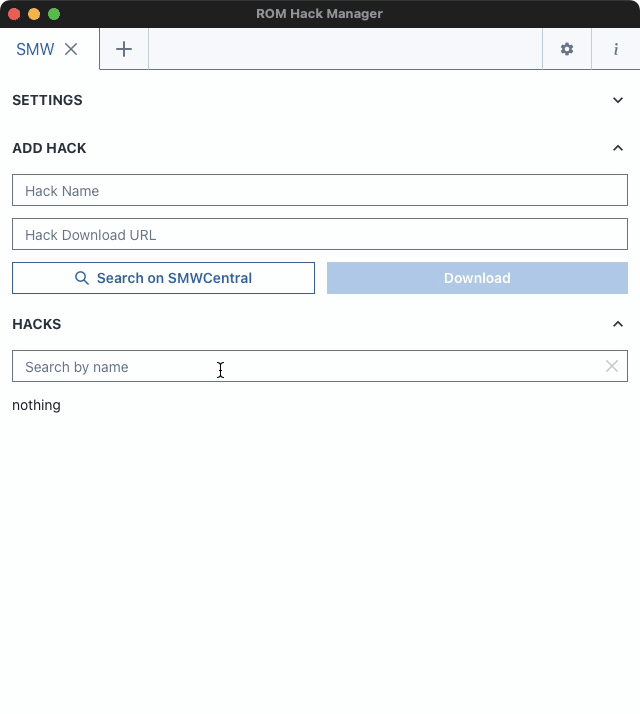 ROM Hack Manager
SMW
i
SETTINGS
ADD HACK
Hack Name
Hack Download URL
Search on SMWCentral
Download
HACKS
Search by name
nothing